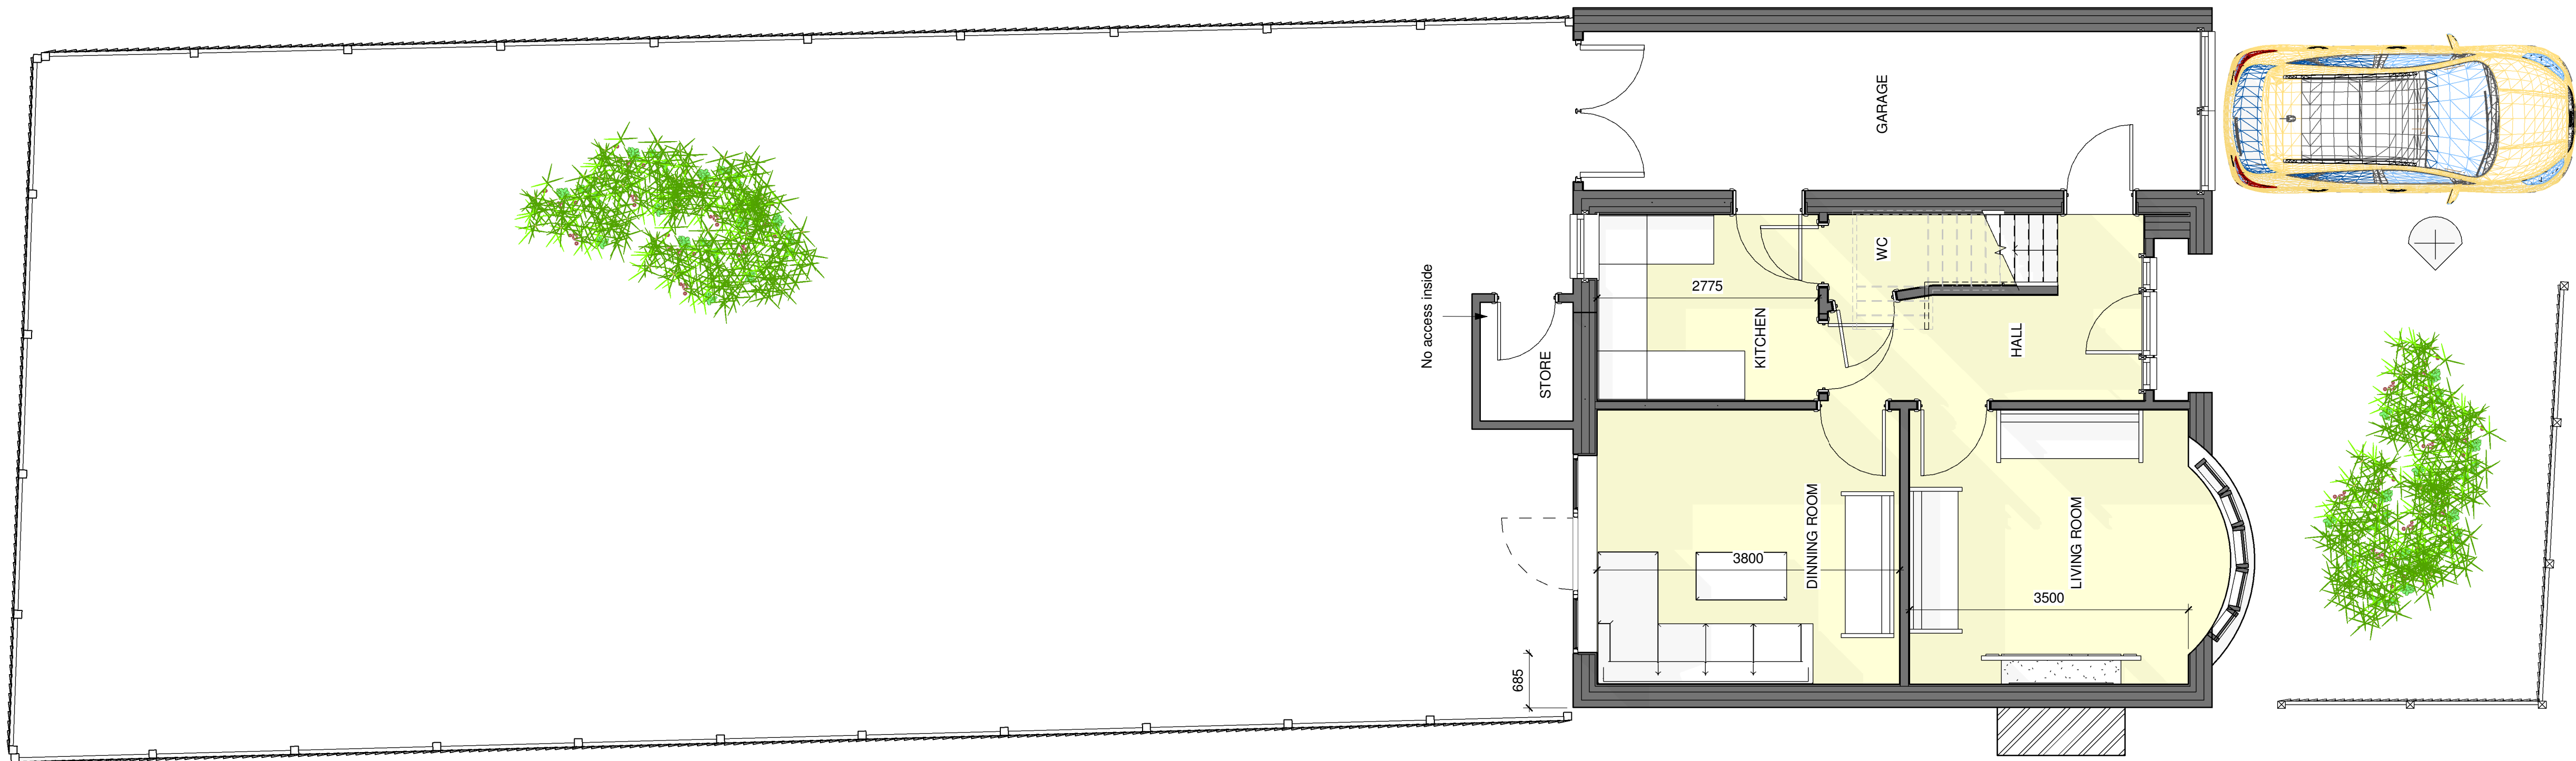 GARAGE
WC
No access inside
2775
KITCHEN
HALL
STORE
DINNING ROOM
LIVING ROOM
3800
3500
685